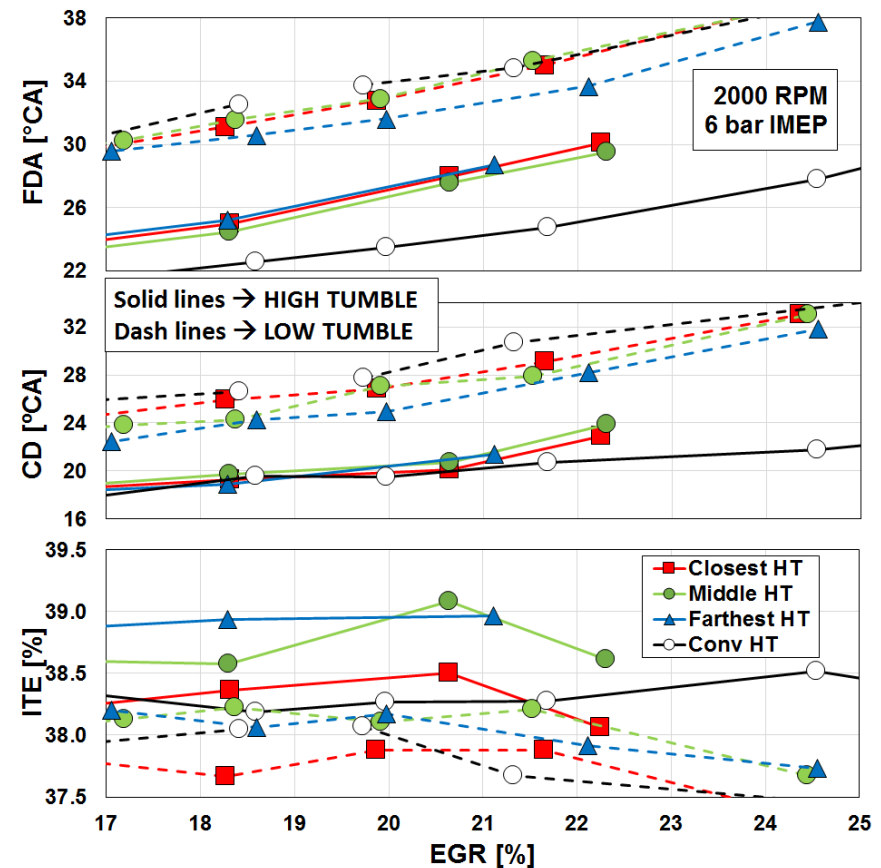 38
34
30
26
22
FDA [°CA]
2000 RPM
6 bar IMEP
Solid lines → HIGH TUMBLE
Dash lines → LOW TUMBLE
32
28
24
20
16
CD [ºCA]
39.5
39.0
38.5
38.0
37.5
ITE [%]
Closest HT
Middle HT
Farthest HT
Conv HT
17 18 19 20 21 22 23 24 25
EGR [%]